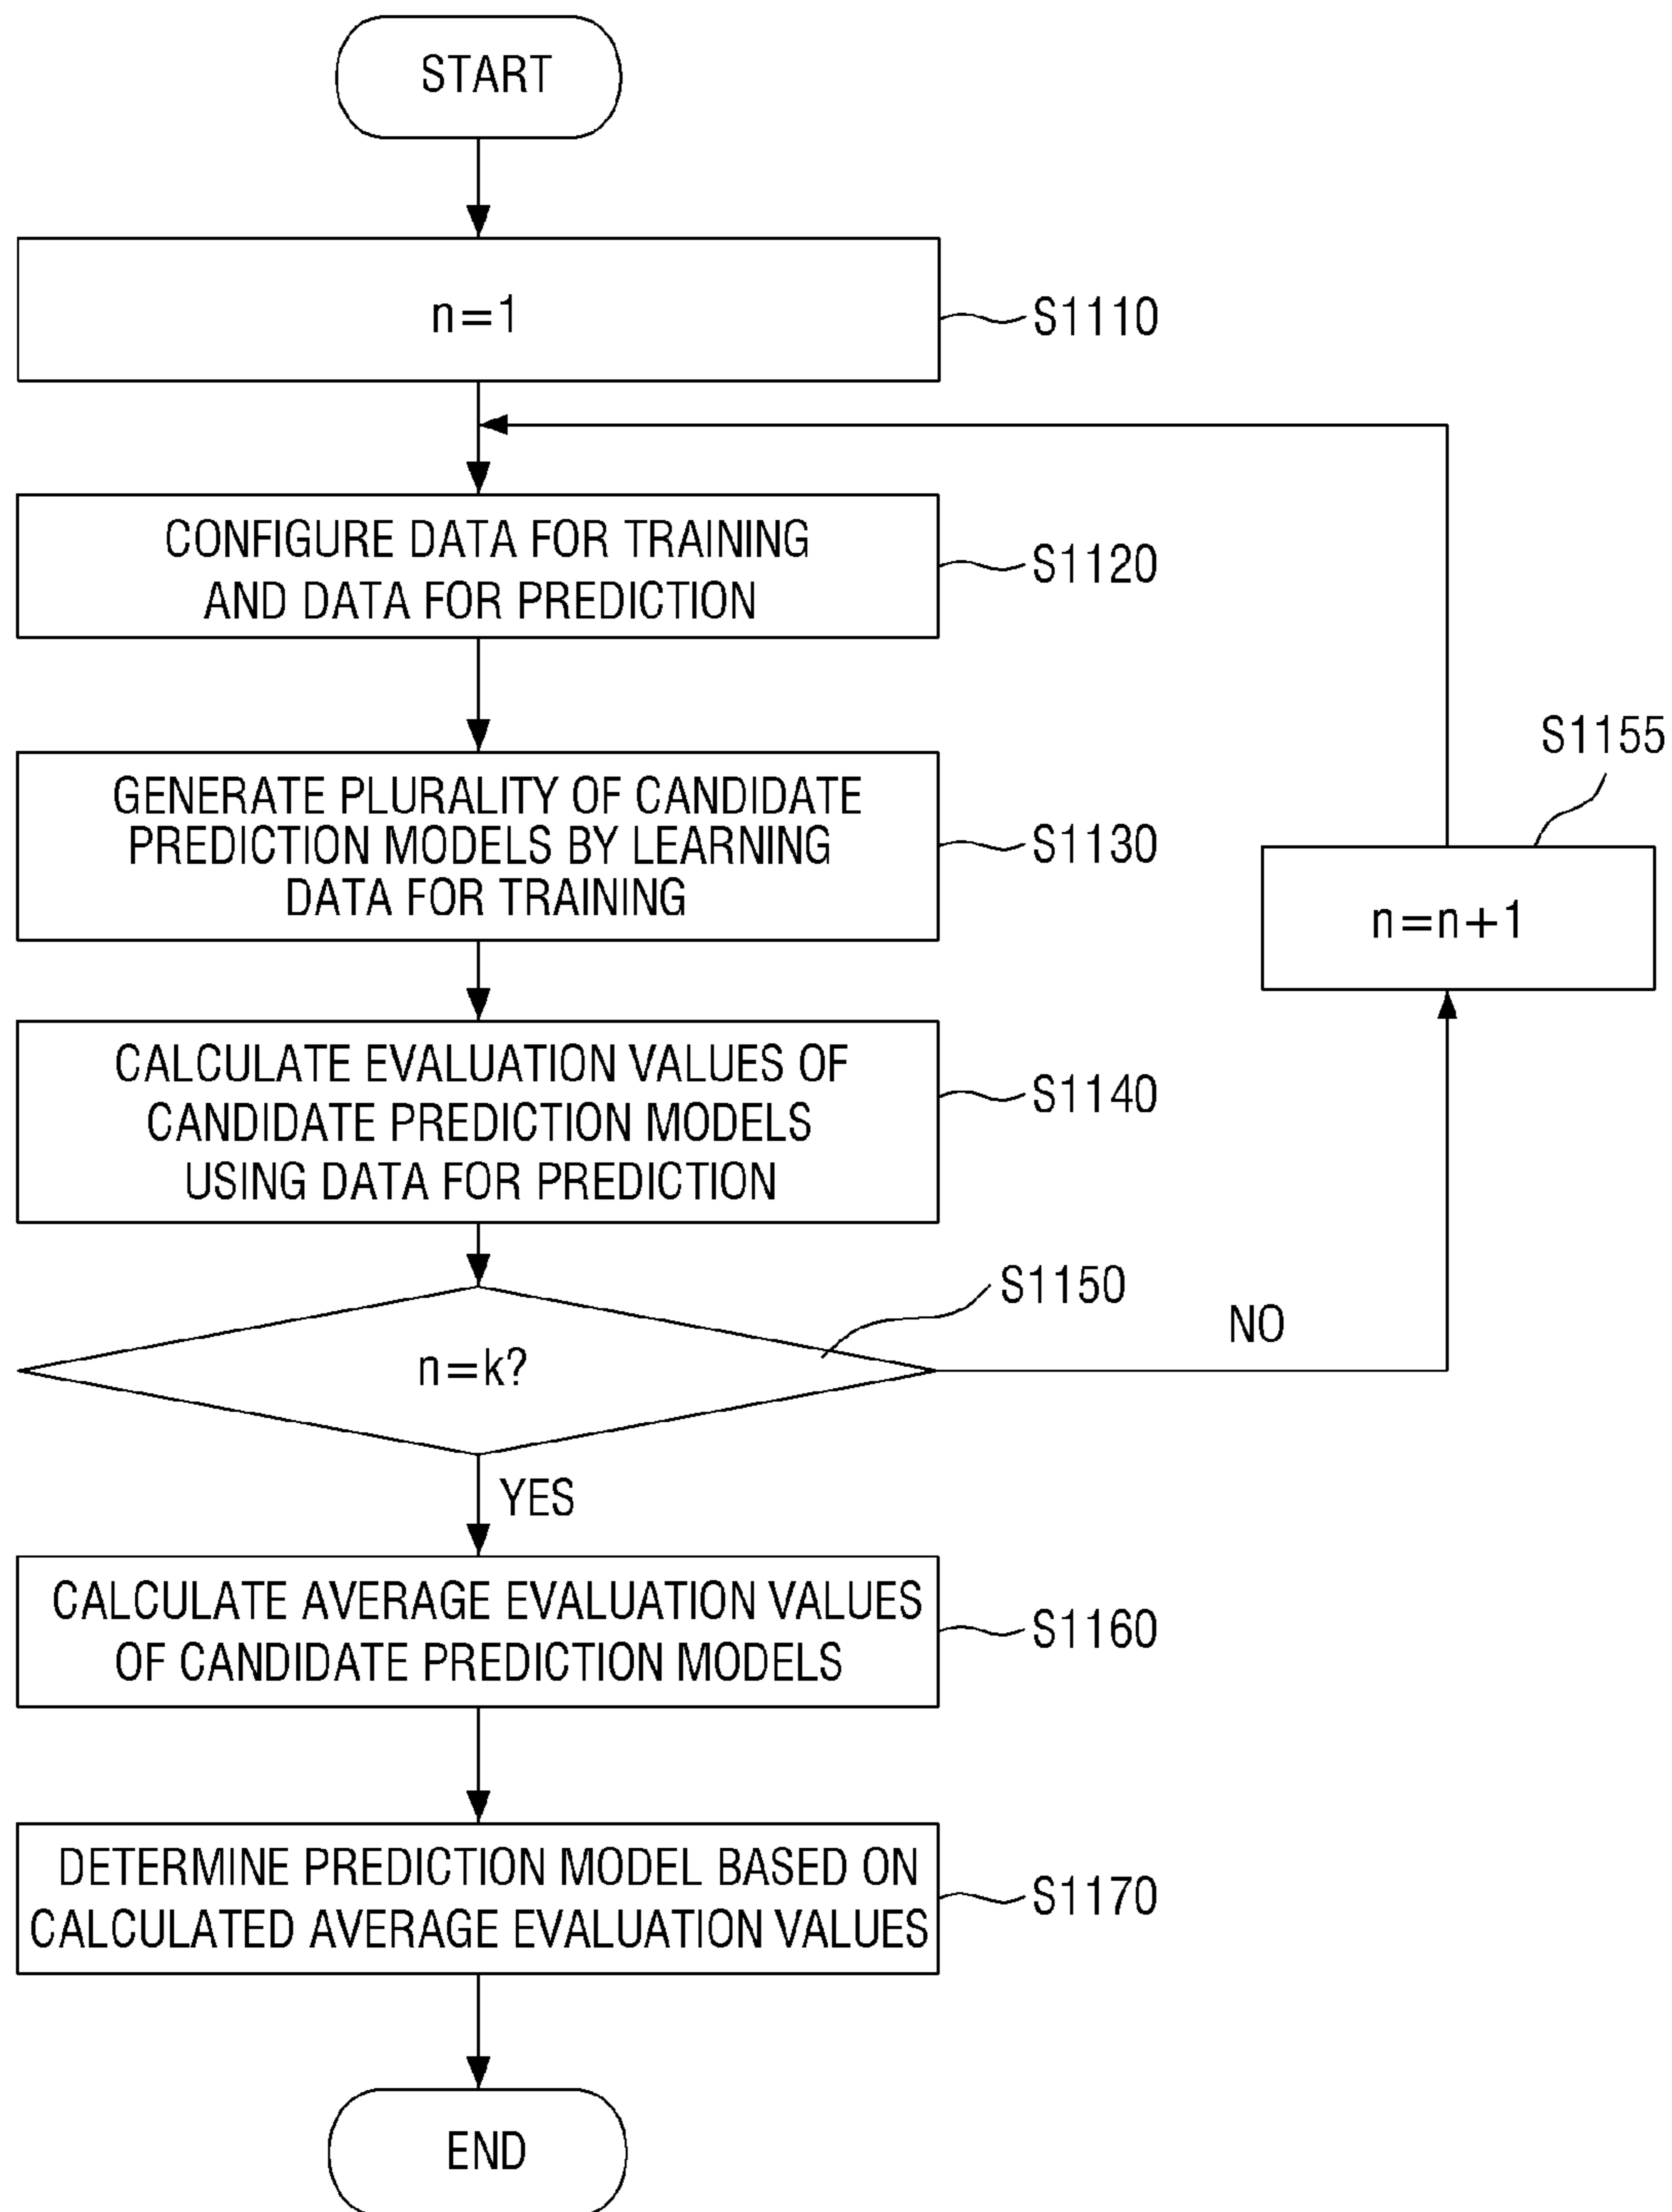 START
n=1
S1110
CONFIGURE DATA FOR TRAINING
AND DATA FOR PREDICTION
S1120
GENERATE PLURALITY OF CANDIDATE
PREDICTION MODELS BY LEARNING
DATA FOR TRAINING
S1130
S1155
n=n+1
CALCULATE EVALUATION VALUES OF
CANDIDATE PREDICTION MODELS
USING DATA FOR PREDICTION
S1140
n=k?
S1150
NO
YES
CALCULATE AVERAGE EVALUATION VALUES
OF CANDIDATE PREDICTION MODELS
S1160
DETERMINE PREDICTION MODEL BASED ON
CALCULATED AVERAGE EVALUATION VALUES
S1170
END